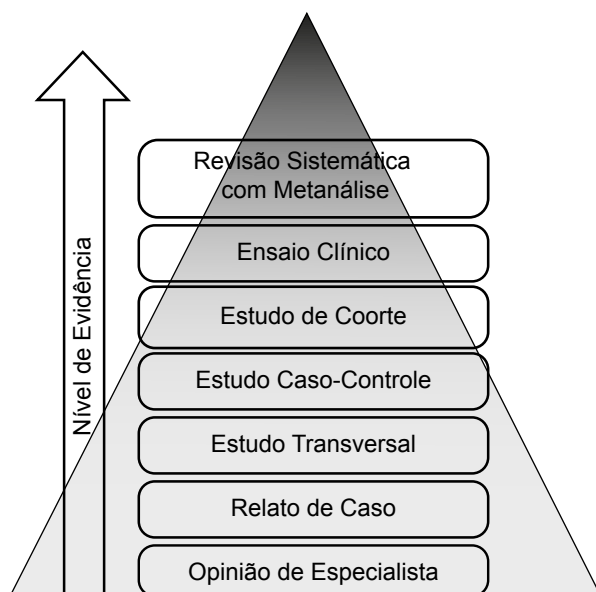 Revisão Sistemática
com Metanálise
Ensaio Clínico
Estudo de Coorte
Estudo Caso-Controle
Estudo Transversal
Relato de Caso
Opinião de Especialista
Nível de Evidência